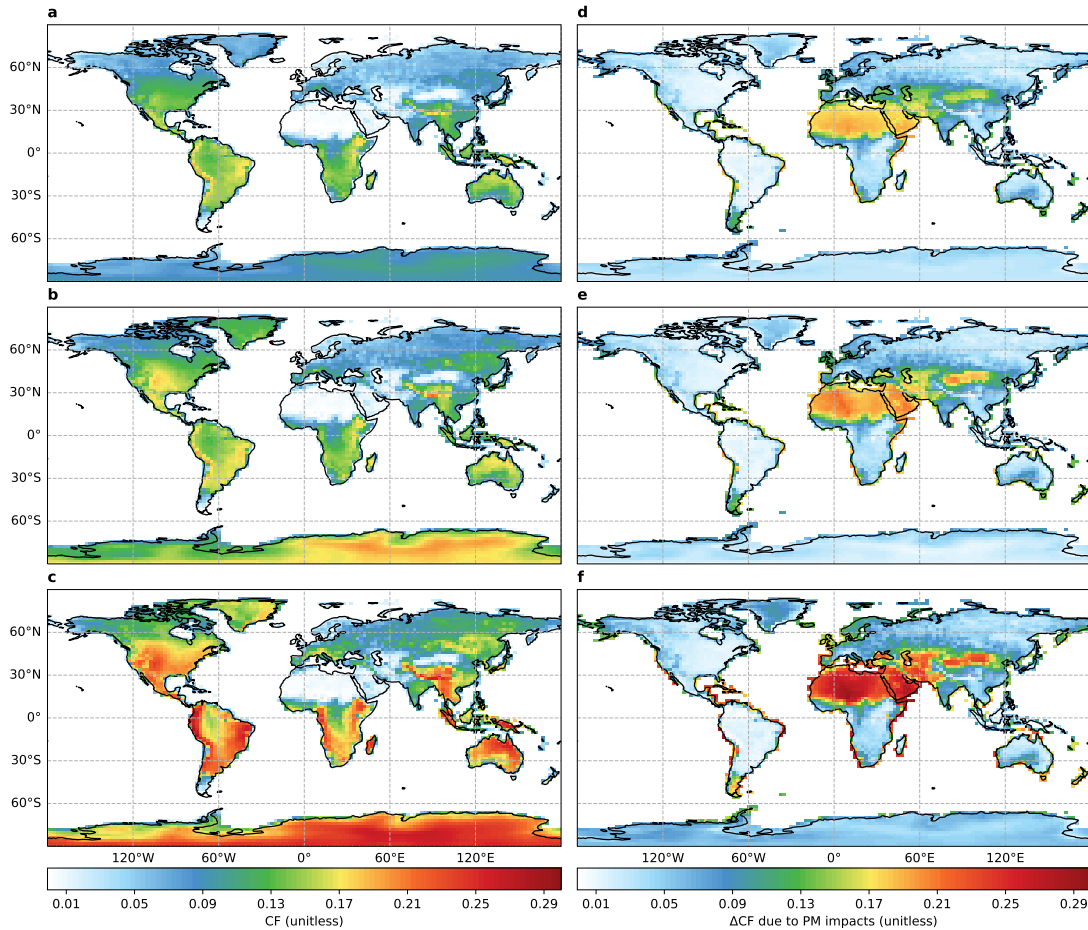 a
d
60°N
30°N
0°
30°S
60°S
b
e
60°N
30°N
0°
30°S
60°S
c
f
60°N
30°N
0°
30°S
60°S
120°W 60°W 0° 60°E 120°E
120°W 60°W 0° 60°E 120°E
0.01 0.05 0.09 0.13 0.17 0.21 0.25 0.29
0.01 0.05 0.09 0.13 0.17 0.21 0.25 0.29
CF (unitless)
ΔCF due to PM impacts (unitless)